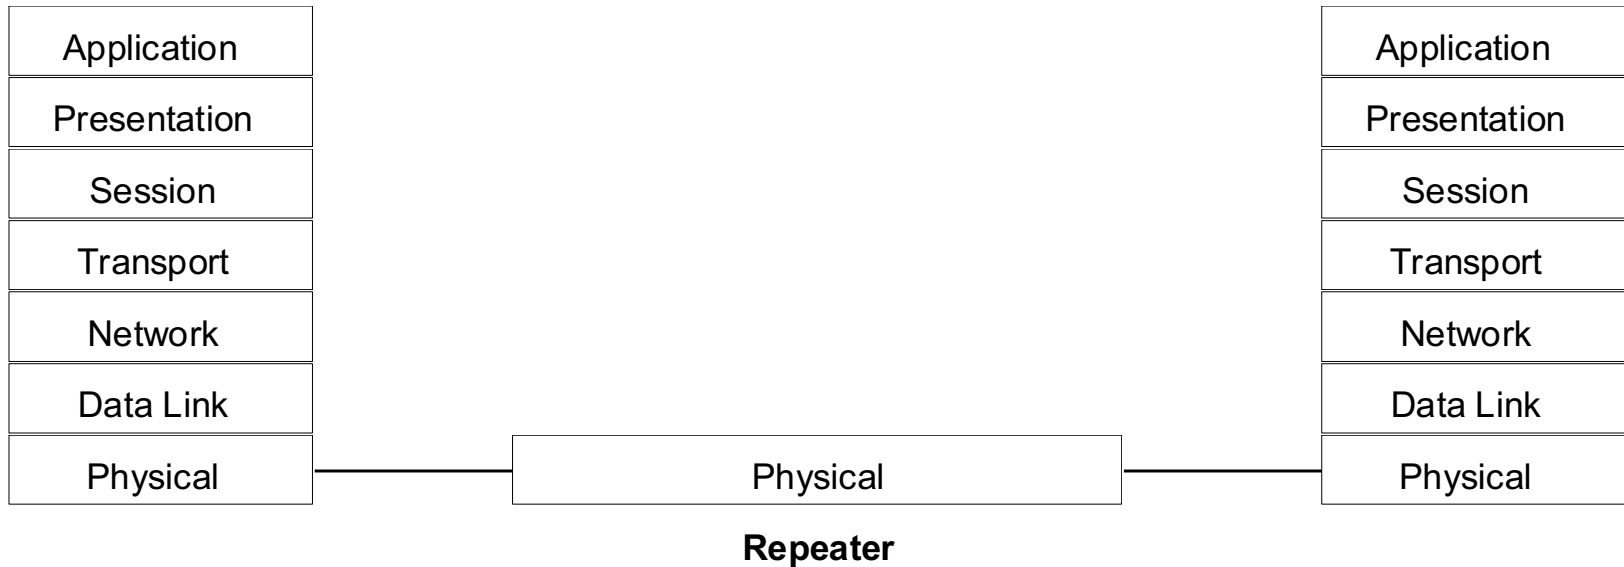 Application
Presentation
Session
Transport
Network
Data Link
Physical
Physical
Repeater
Application
Presentation
Session
Transport
Network
Data Link
Physical